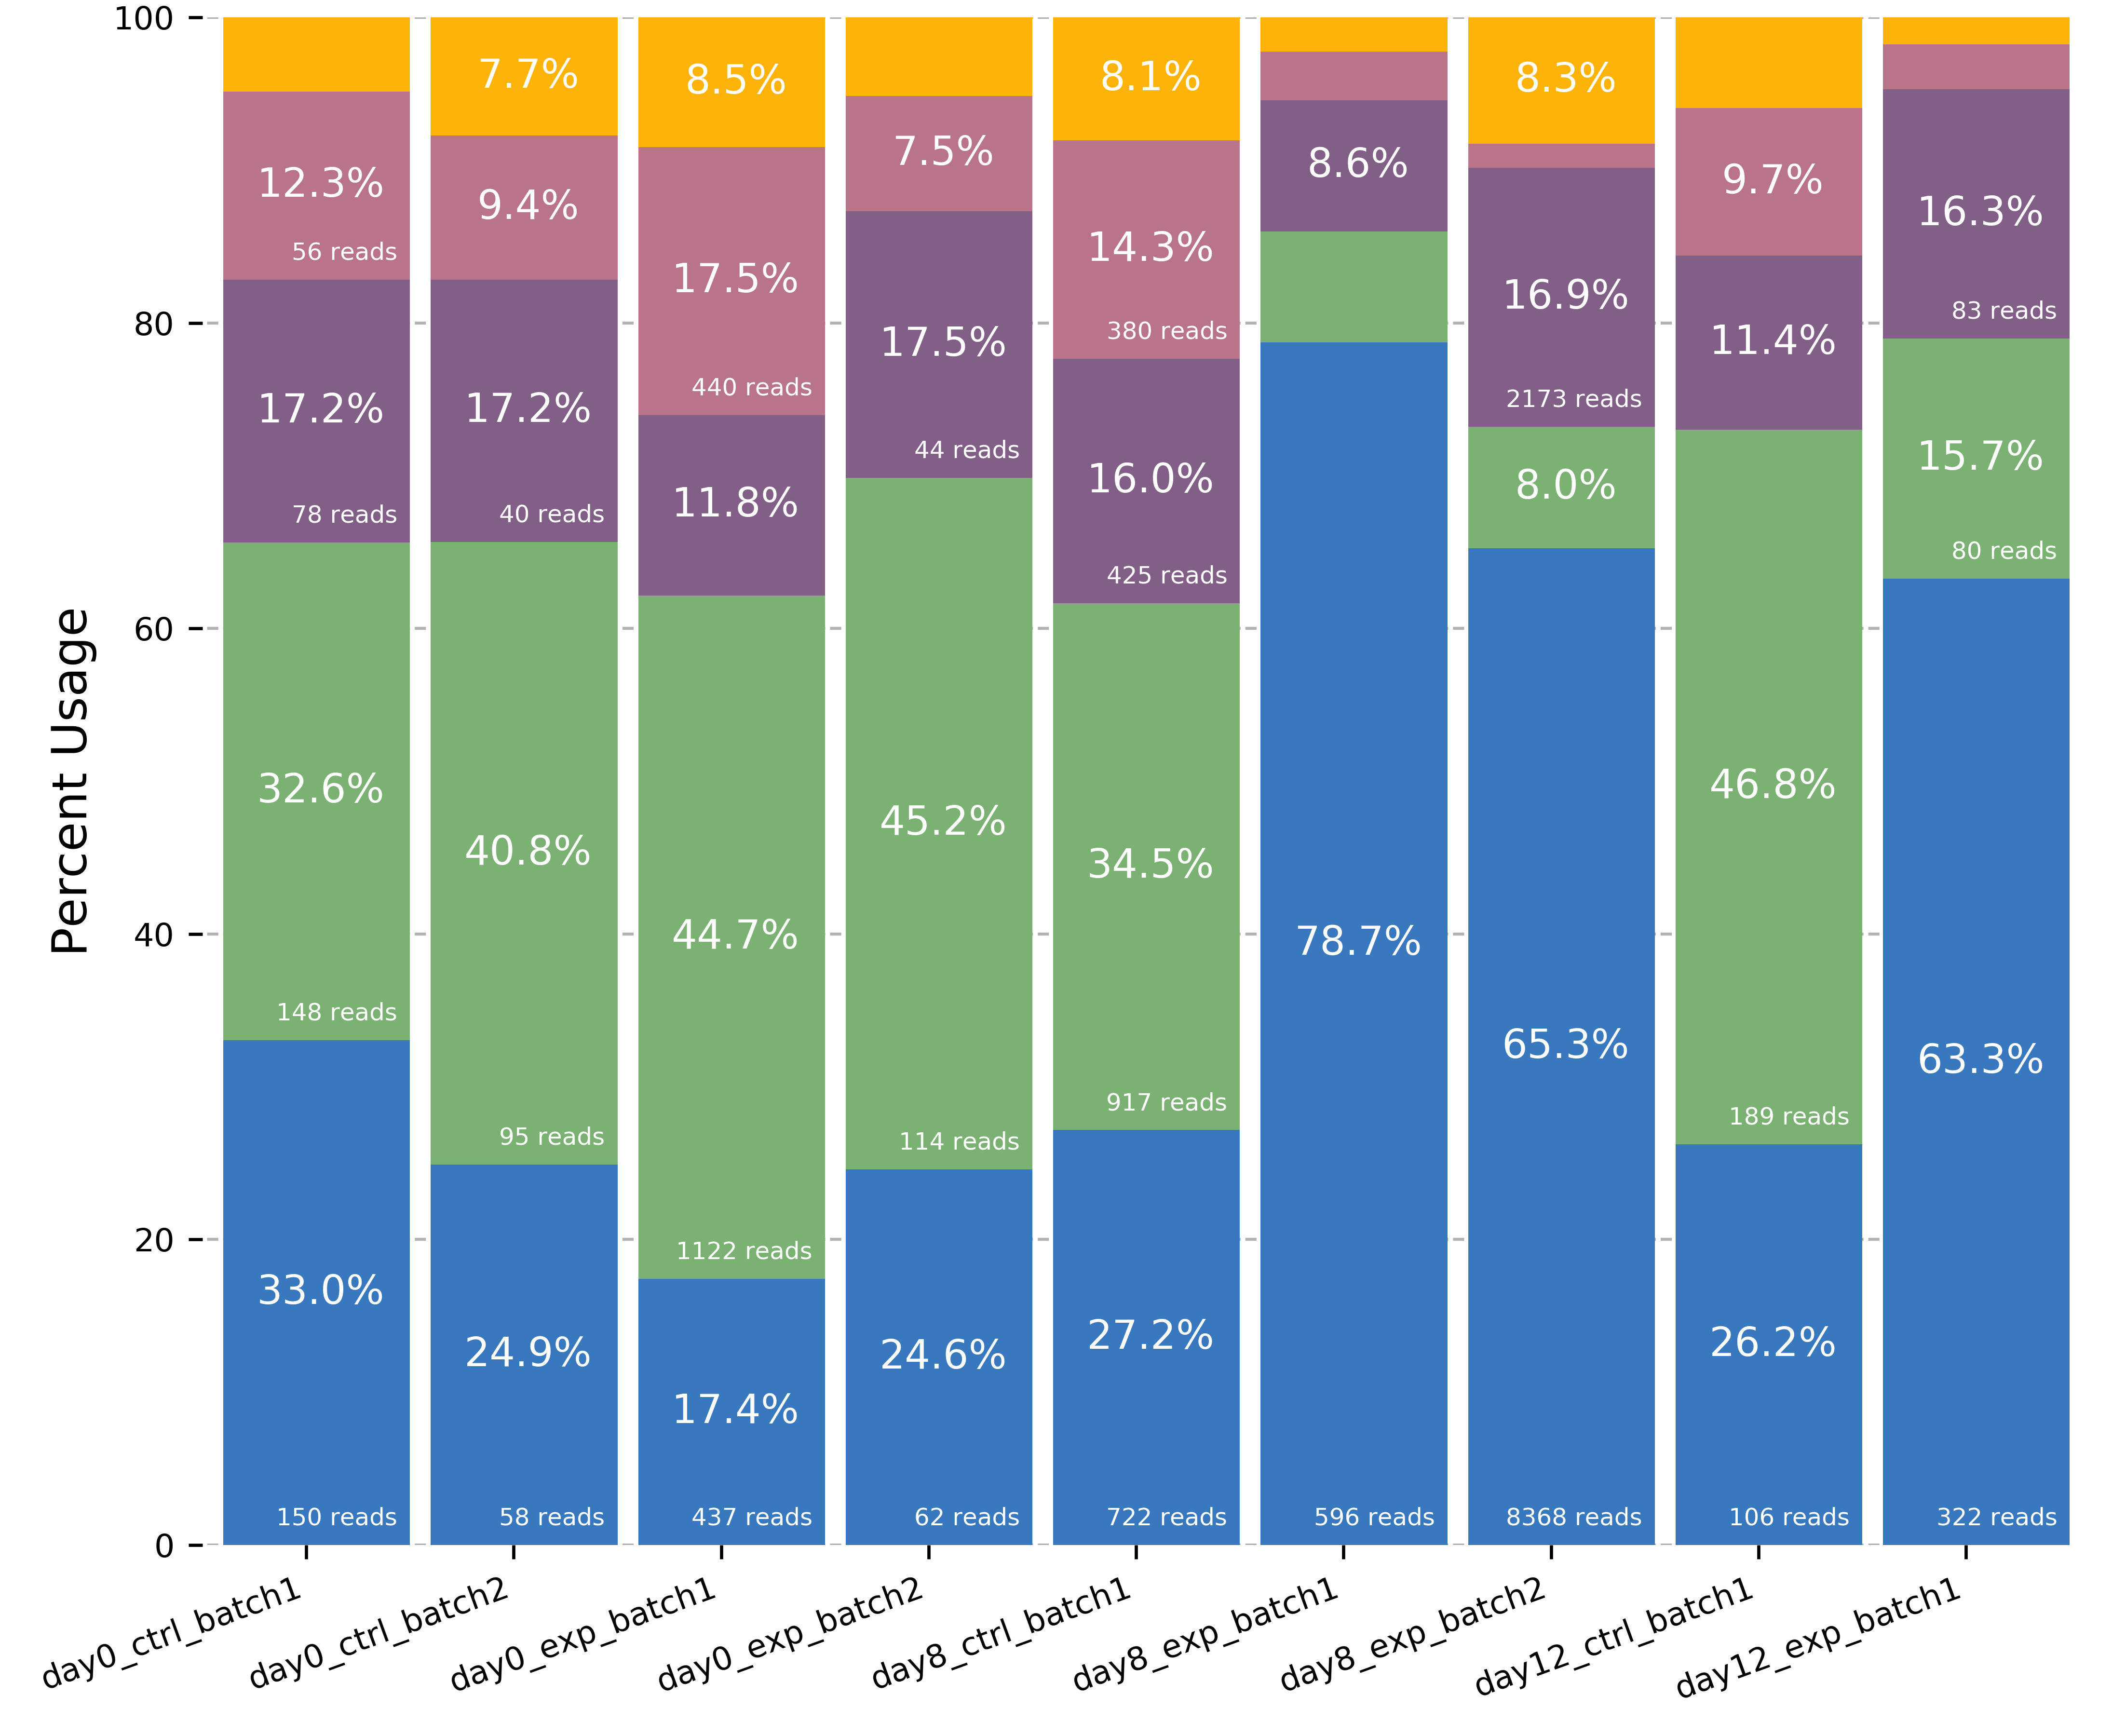 100
80
60
40
20
0
Percent Usage
12.3%
56 reads
17.2%
78 reads
32.6%
148 reads
33.0%
150 reads
7.7%
9.4%
17.2%
40 reads
40.8%
95 reads
24.9%
58 reads
8.5%
17.5%
440 reads
11.8%
44.7%
1122 reads
17.4%
437 reads
7.5%
17.5%
44 reads
45.2%
114 reads
24.6%
62 reads
8.1%
14.3%
380 reads
16.0%
425 reads
34.5%
917 reads
27.2%
722 reads
8.6%
78.7%
596 reads
8.3%
16.9%
2173 reads
8.0%
65.3%
8368 reads
9.7%
11.4%
46.8%
189 reads
26.2%
106 reads
16.3%
83 reads
15.7%
80 reads
63.3%
322 reads
day0_ctrl_batch1
day0_ctrl_batch2
day0_exp_batch1
day0_exp_batch2
day8_ctrl_batch1
day8_exp_batch1
day8_exp_batch2
day12_ctrl_batch1
day12_exp_batch1